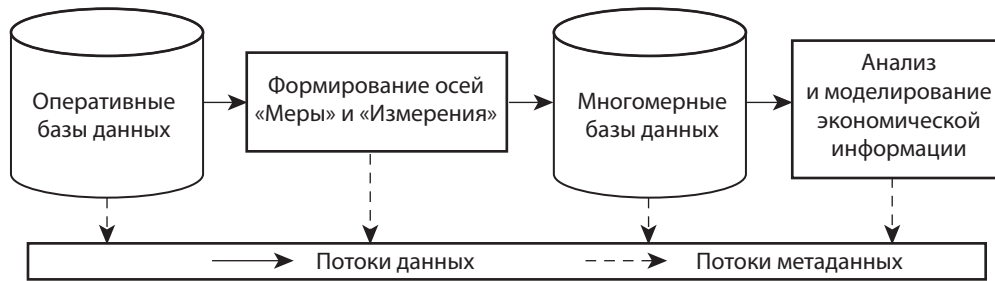 Оперативные
базы данных
Формирование осей
«Меры» и «Измерения»
Многомерные
базы данных
Анализ
и моделирование
экономической
информации
Потоки данных
Потоки метаданных